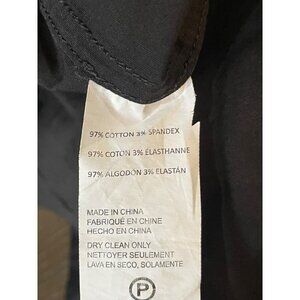 97% COTTON 3% SPANDEX
97% COTON 3% ÉLASTHANNE
97% ALGODON 3% ELASTÁN
MADE IN CHINA
FABRIQUÉ EN CHINE
HECHO EN CHINA
DRY CLEAN ONLY
NETTOYER SEULEMENT
LAVA EN SECO, SOLAMENTE
P